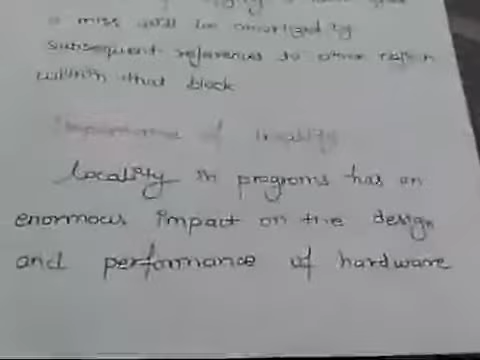 a miss will be amortized by
subsequent references to other
within that block
Importance of locality
locality in programs has an
enormous impact on the design
and performance of hardware